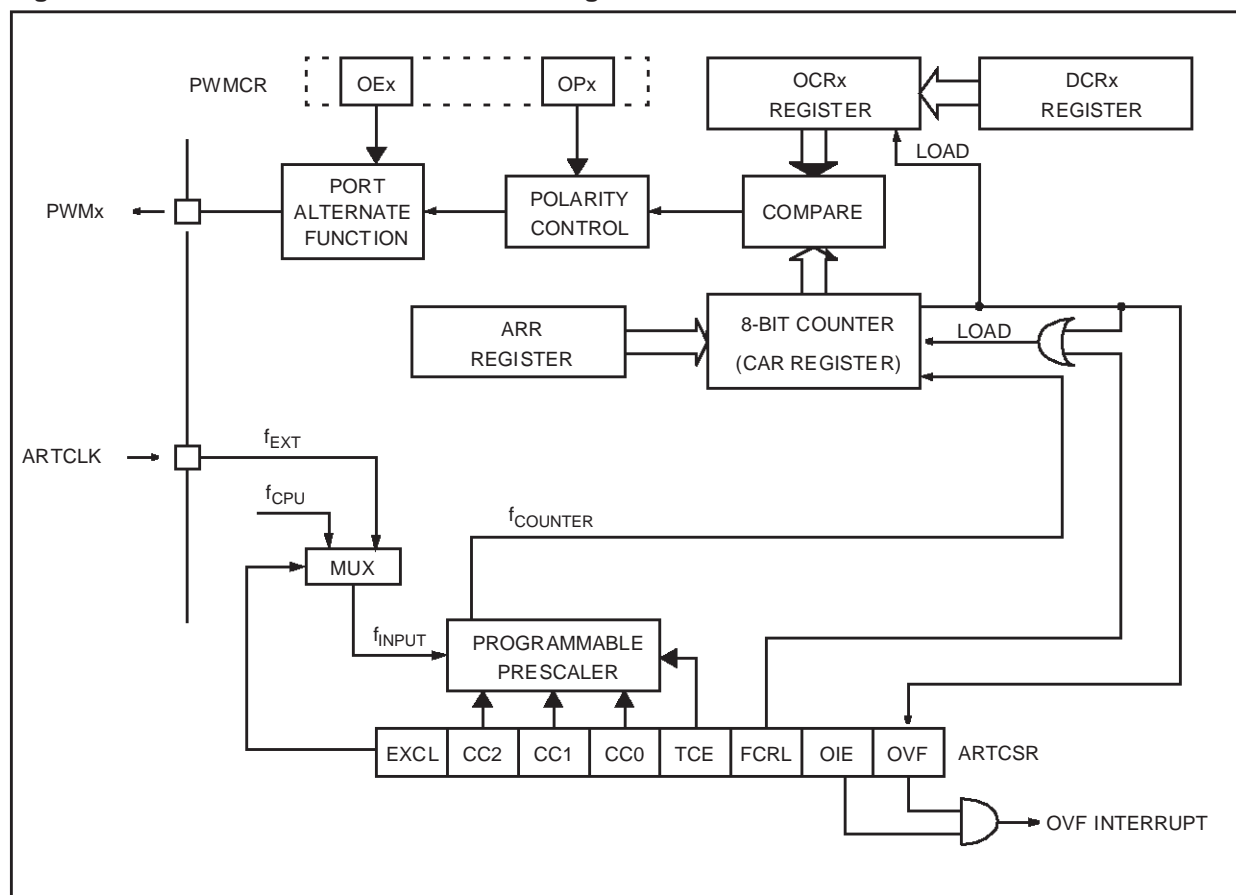 PWMCR
OEx
OPx
OCRx
REGISTER
DCRx
REGISTER
LOAD
PWMx
PORT
ALTERNATE
FUNCTION
POLARITY
CONTROL
COMPARE
ARR
REGISTER
8-BIT COUNTER
(CAR REGISTER)
LOAD
ARTCLK
fEXT
fCPU
fCOUNTER
MUX
fINPUT
PROGRAMMABLE
PRESCALER
EXCL CC2 CC1 CC0 TCE FCRL OIE OVF ARTCSR
OVF INTERRUPT